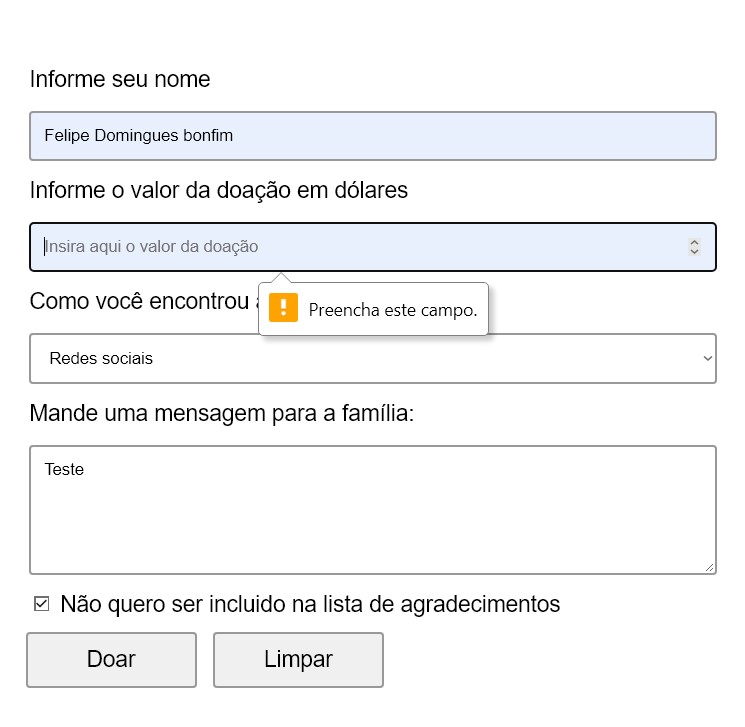 Informe seu nome
Felipe Domingues bonfim
Informe o valor da doação em dólares
Insira aqui o valor da doação
Como você encontrou
Preencha este campo.
Redes sociais
Mande uma mensagem para a família:
Teste
Não quero ser incluido na lista de agradecimentos
Doar
Limpar